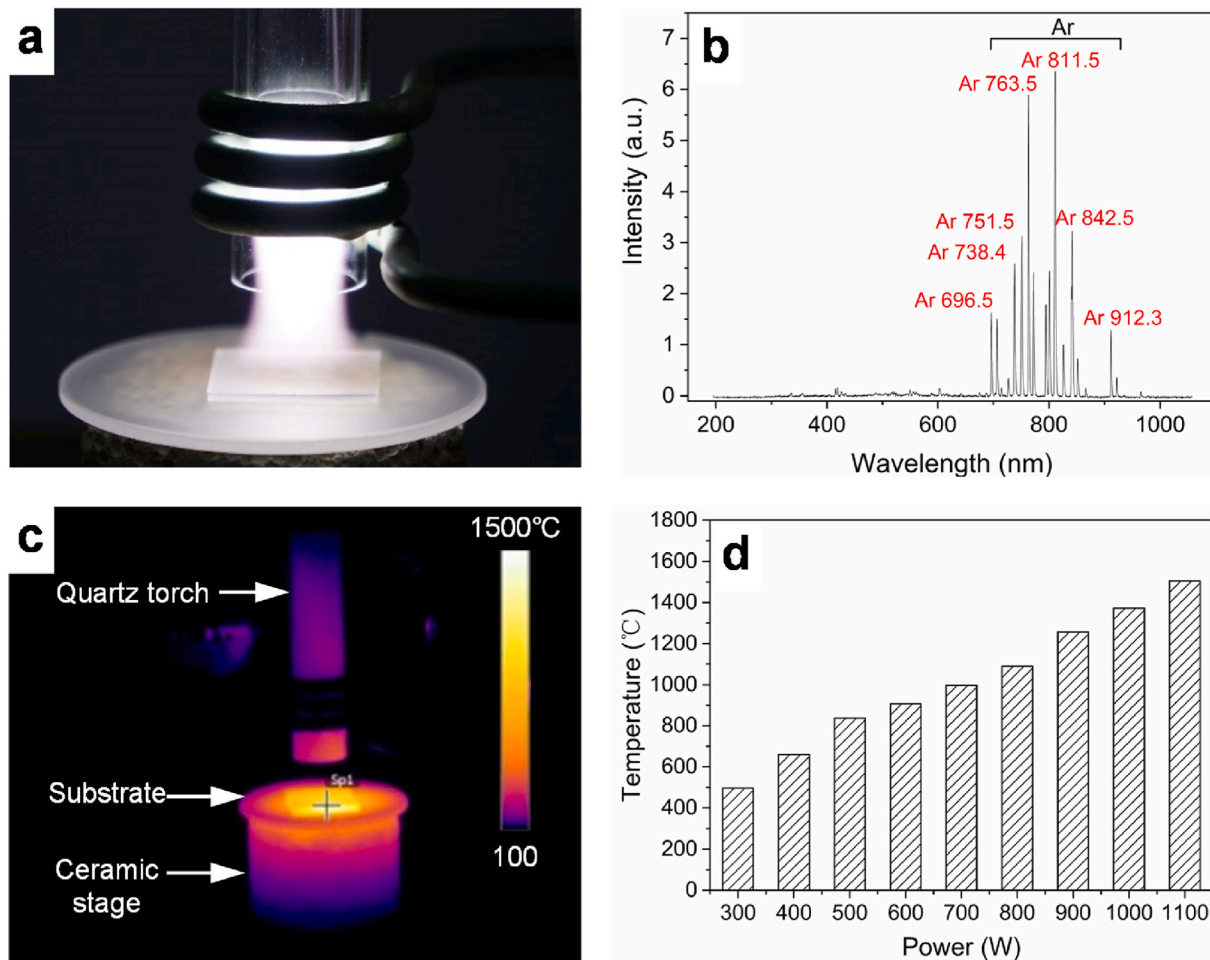 a
b
7
6
5
4
3
2
1
0
Intensity (a.u.)
Ar
Ar 811.5
Ar 763.5
Ar 751.5
Ar 842.5
Ar 738.4
Ar 696.5
Ar 912.3
200
400
600
800
1000
Wavelength (nm)
c
1500℃
100
Quartz torch
Sp1
Substrate
Ceramic
stage
d
1800
1600
1400
1200
1000
800
600
400
200
0
Temperature (℃)
300 400 500 600 700 800 900 1000 1100
Power (W)